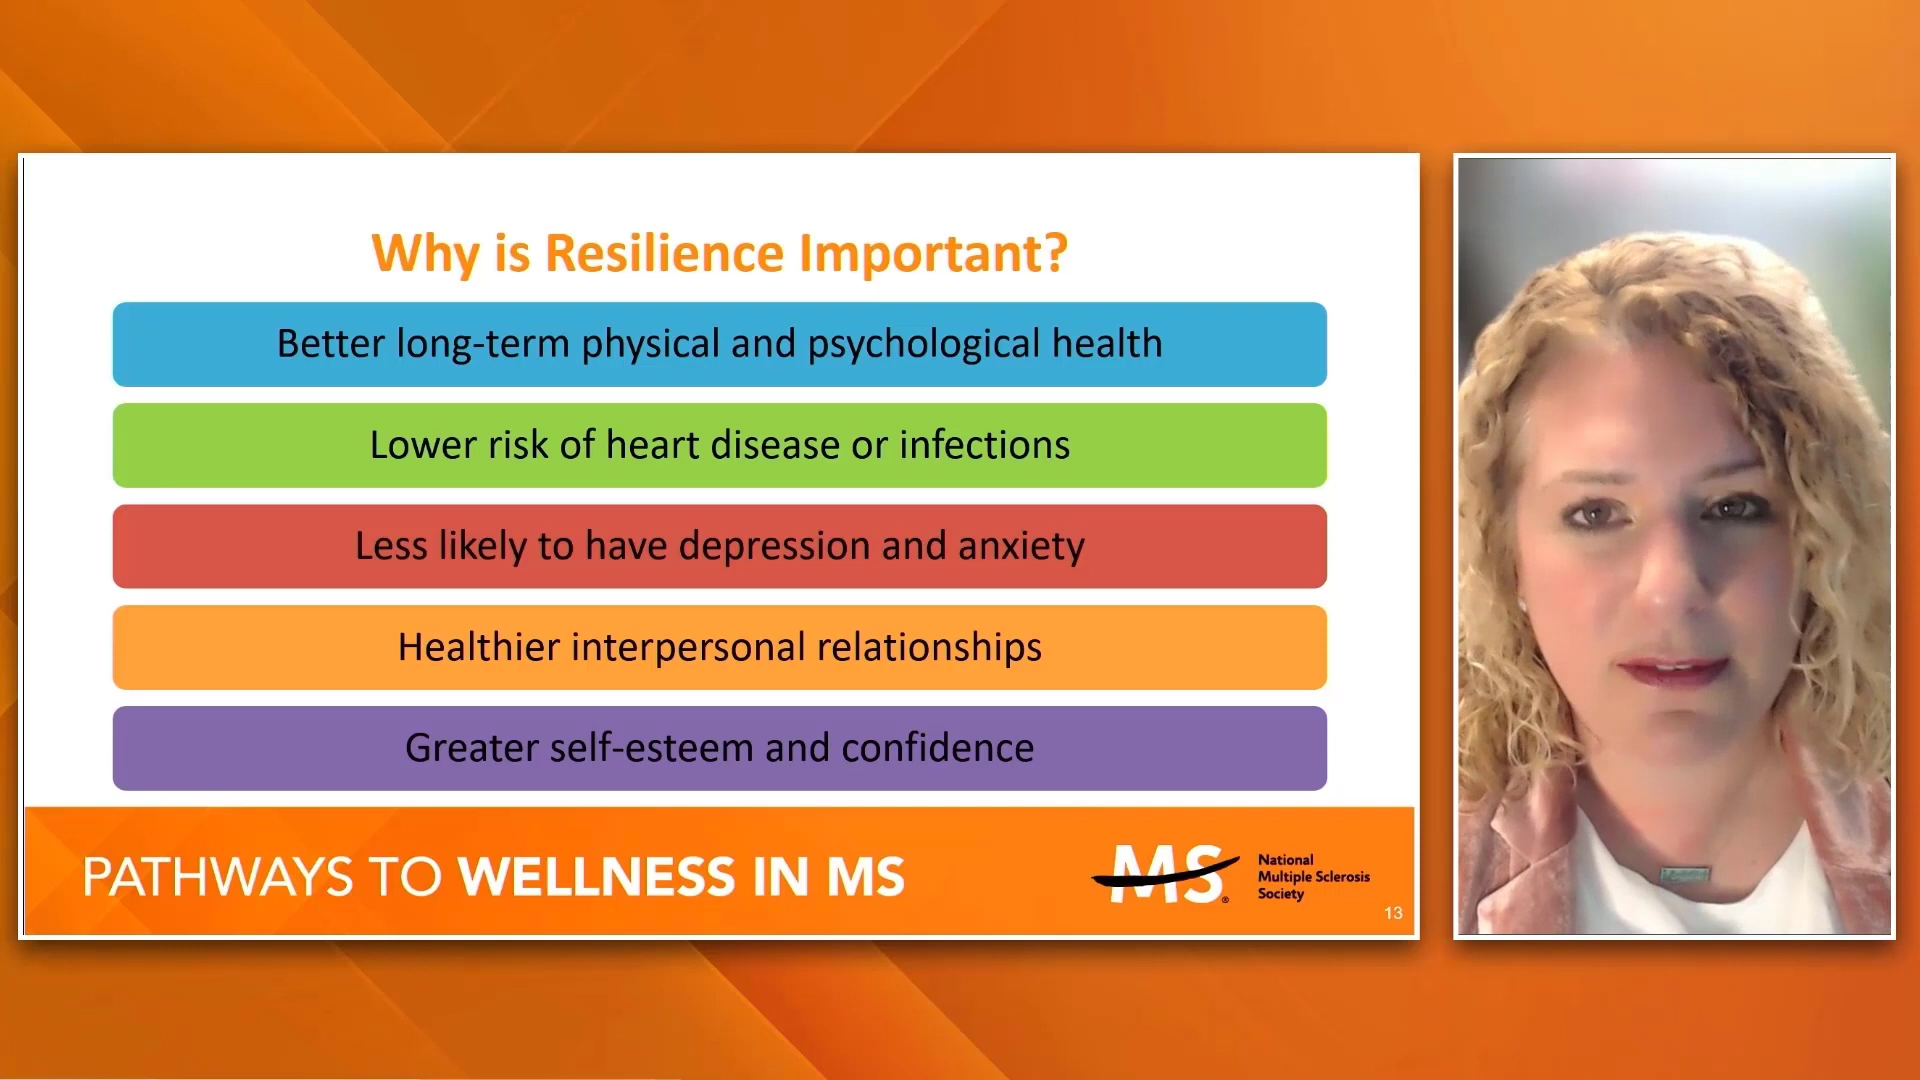 Why is Resilience Important?
Better long-term physical and psychological health
Lower risk of heart disease or infections
Less likely to have depression and anxiety
Healthier interpersonal relationships
Greater self-esteem and confidence
PATHWAYS TO WELLNESS IN MS
MS®
National
Multiple Sclerosis
Society
13